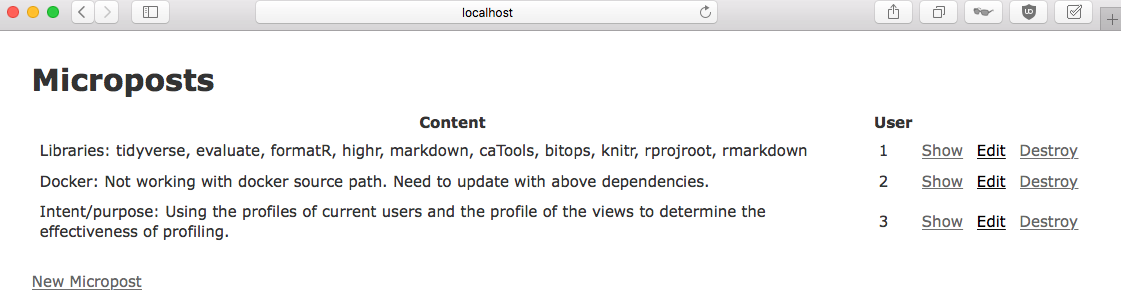 localhost
Microposts
Content User
Libraries: tidyverse, evaluate, formatR, highr, markdown, caTools, bitops, knitr, rprojroot, rmarkdown 1 Show Edit Destroy
Docker: Not working with docker source path. Need to update with above dependencies. 2 Show Edit Destroy
Intent/purpose: Using the profiles of current users and the profile of the views to determine the
effectiveness of profiling. 3 Show Edit Destroy
New Micropost